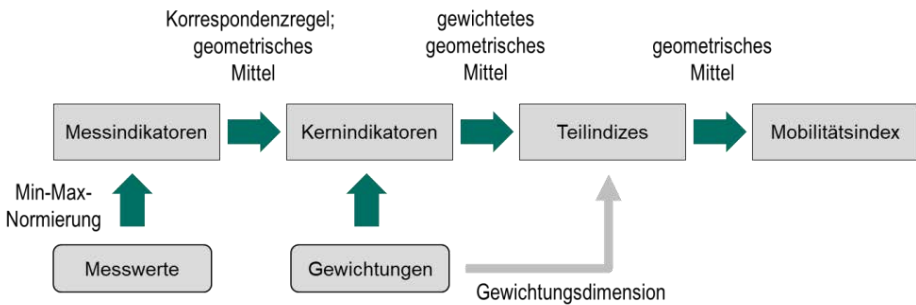 Korrespondenzregel;
geometrisches
Mittel
gewichtetes
geometrisches
Mittel
geometrisches
Mittel
Messindikatoren
Kernindikatoren
Teilindizes
Mobilitätsindex
Min-Max-
Normierung
Messwerte
Gewichtungen
Gewichtungsdimension